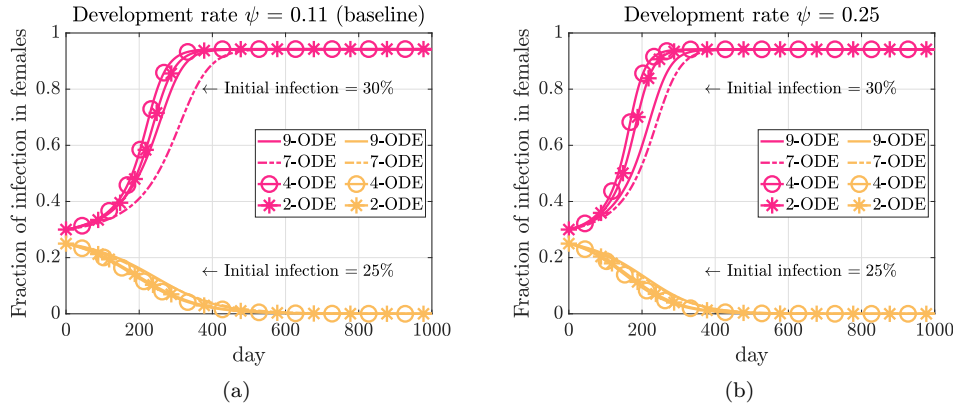 Development rate ψ = 0.11 (baseline)
Fraction of infection in females
1
0.8
0.6
0.4
0.2
0
← Initial infection = 30%
9-ODE 9-ODE
7-ODE 7-ODE
4-ODE 4-ODE
2-ODE 2-ODE
← Initial infection = 25%
0 200 400 600 800 1000
day
(a)
Development rate ψ = 0.25
Fraction of infection in females
1
0.8
0.6
0.4
0.2
0
← Initial infection = 30%
9-ODE 9-ODE
7-ODE 7-ODE
4-ODE 4-ODE
2-ODE 2-ODE
← Initial infection = 25%
0 200 400 600 800 1000
day
(b)